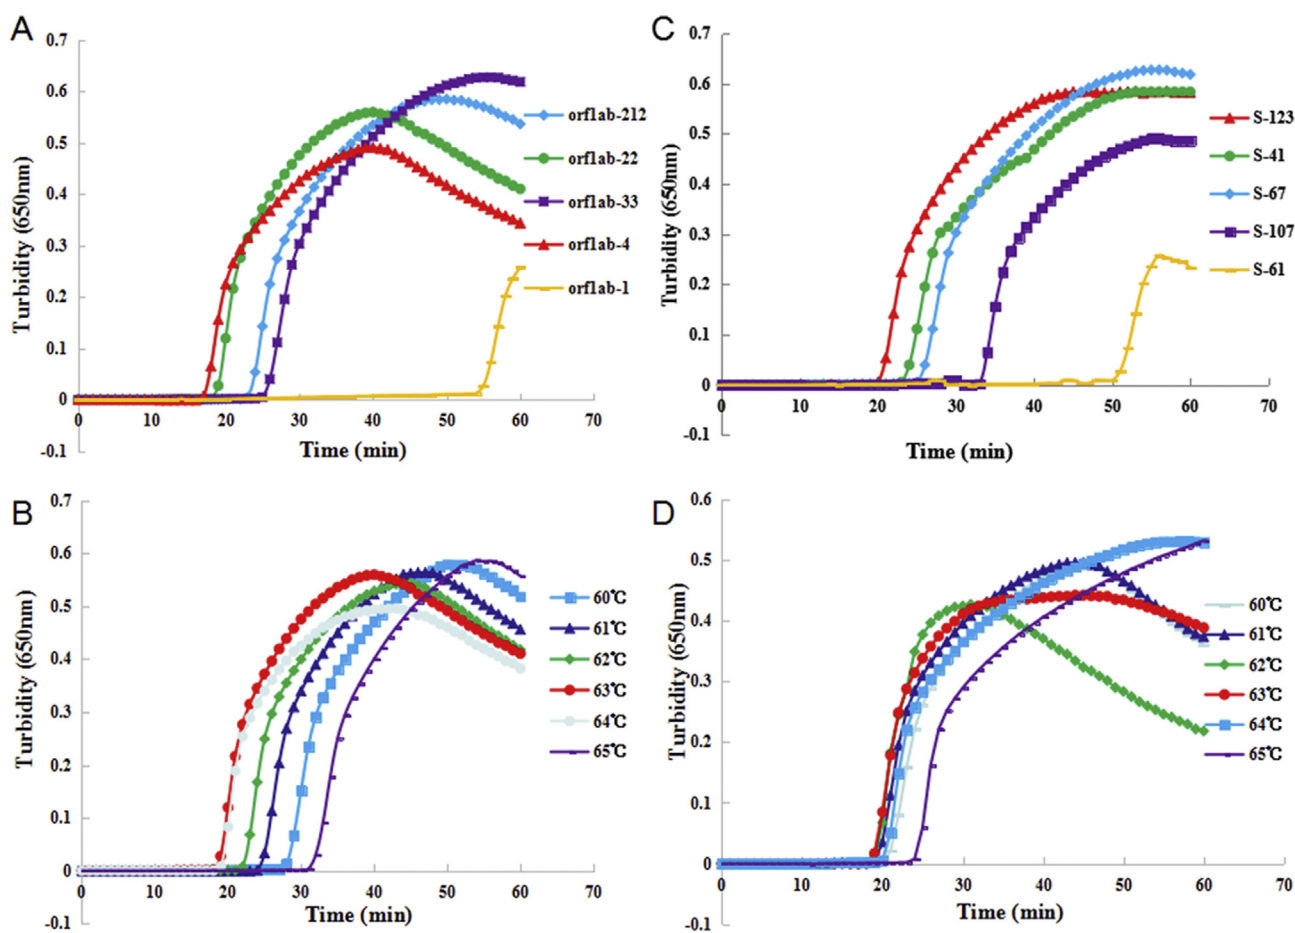 A
Turbidity (650nm)
0.7
0.6
0.5
0.4
0.3
0.2
0.1
0
-0.1
0 10 20 30 40 50 60 70
Time (min)
orf1ab-212
orf1ab-22
orf1ab-33
orf1ab-4
orf1ab-1
C
Turbidity (650nm)
0.7
0.6
0.5
0.4
0.3
0.2
0.1
0
-0.1
0 10 20 30 40 50 60 70
Time (min)
S-123
S-41
S-67
S-107
S-61
B
Turbidity (650nm)
0.7
0.6
0.5
0.4
0.3
0.2
0.1
0
-0.1
0 10 20 30 40 50 60 70
Time (min)
60℃
61℃
62℃
63℃
64℃
65℃
D
Turbidity (650nm)
0.6
0.5
0.4
0.3
0.2
0.1
0
-0.1
0 10 20 30 40 50 60 70
Time (min)
60℃
61℃
62℃
63℃
64℃
65℃